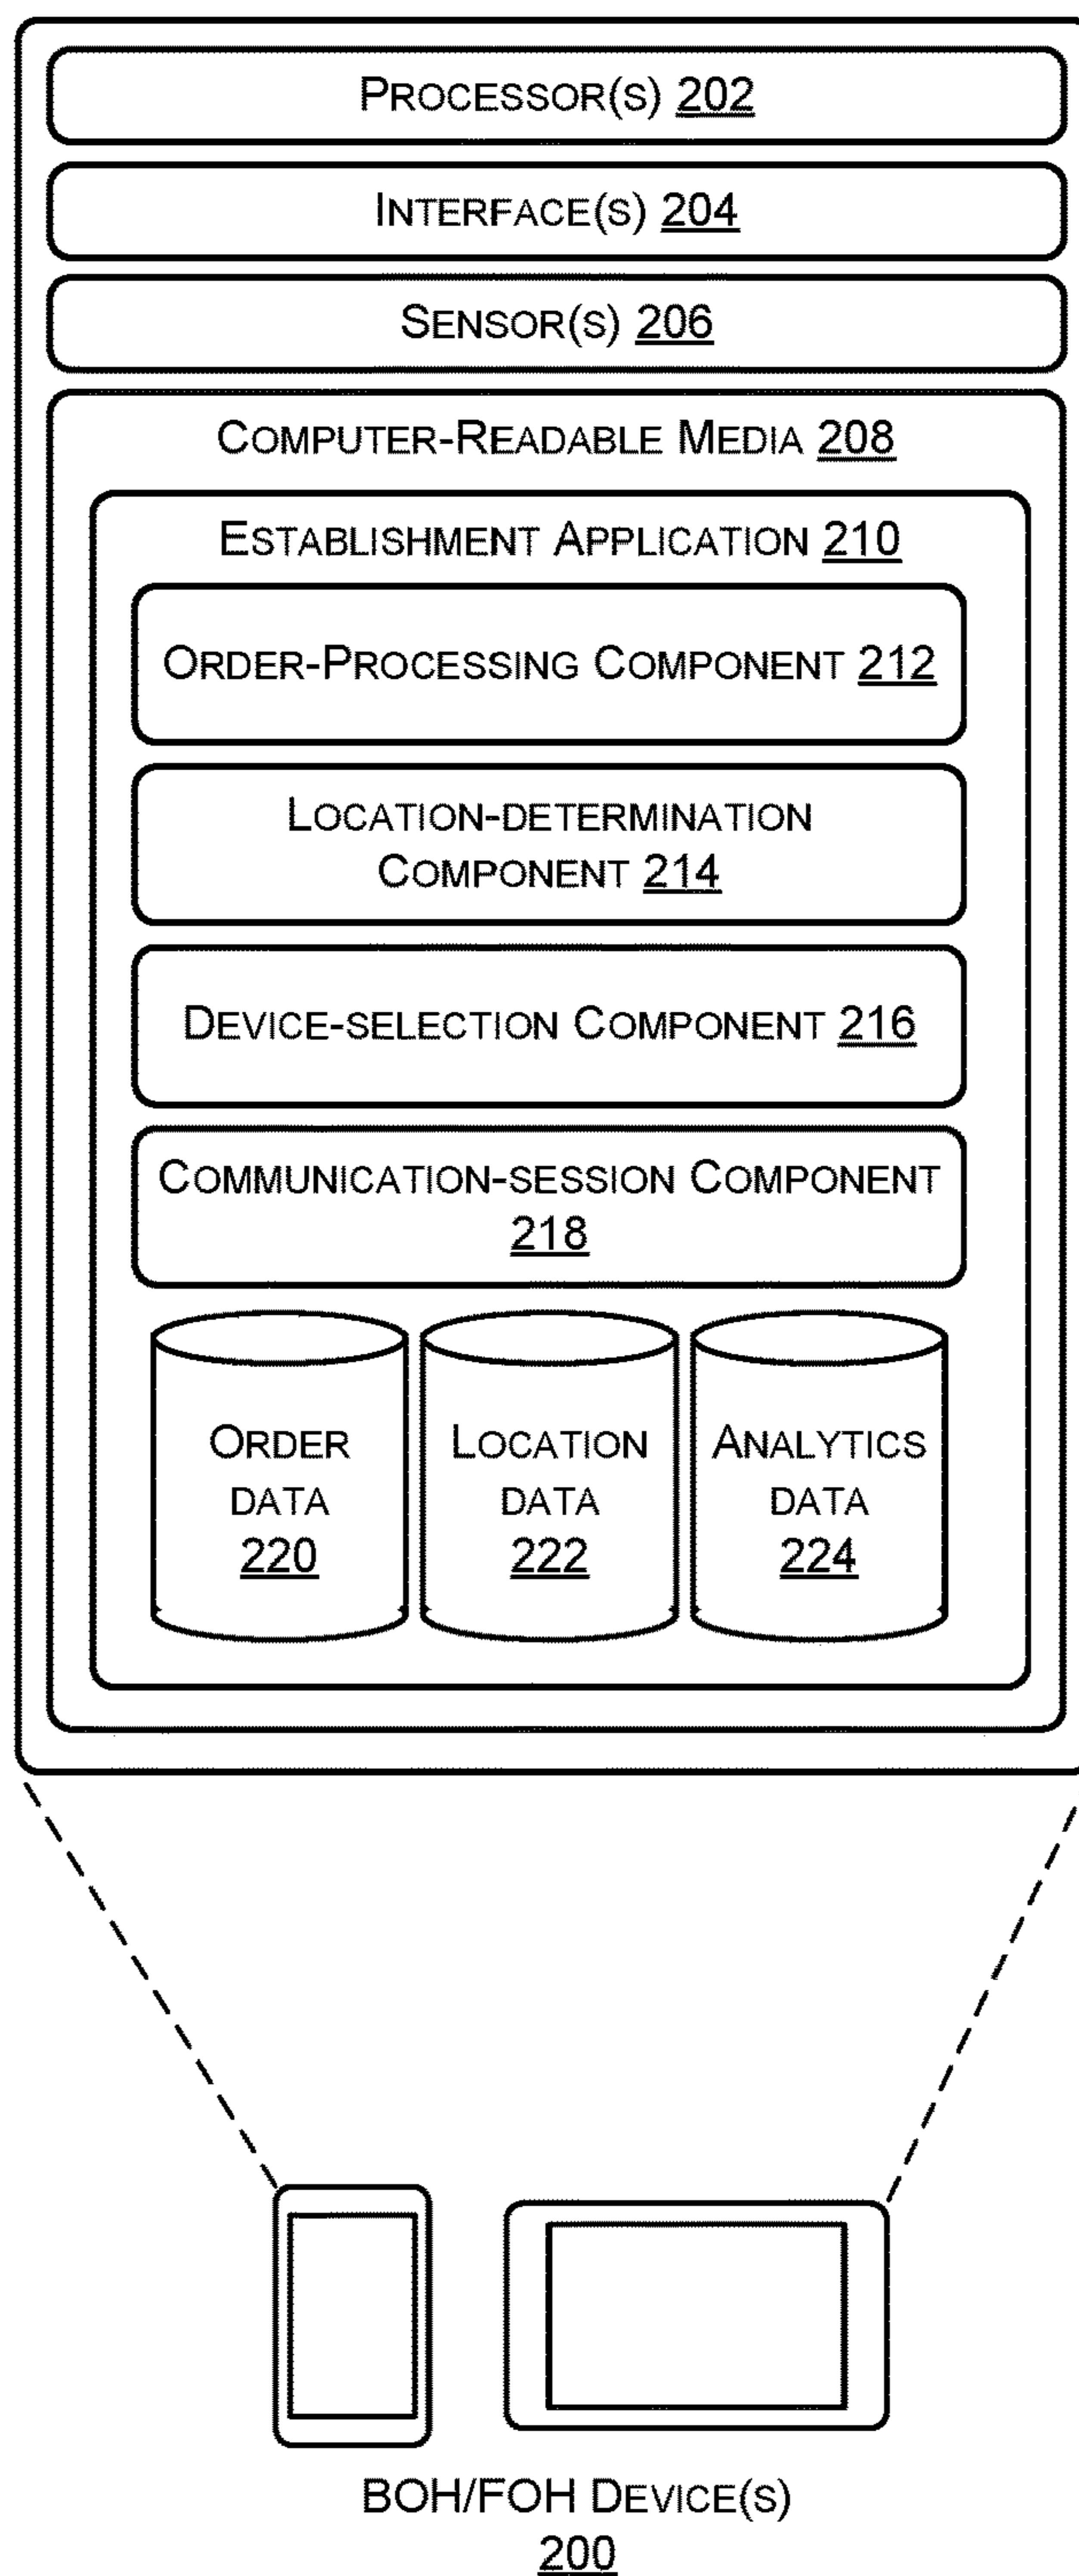 PROCESSOR(S) 202
INTERFACE(S) 204
SENSOR(S) 206
COMPUTER-READABLE MEDIA 208
ESTABLISHMENT APPLICATION 210
ORDER-PROCESSING COMPONENT 212
LOCATION-DETERMINATION
COMPONENT 214
DEVICE-SELECTION COMPONENT 216
COMMUNICATION-SESSION COMPONENT
218
ORDER
DATA
220
LOCATION
DATA
222
ANALYTICS
DATA
224
BOH/FOH DEVICE(S)
200